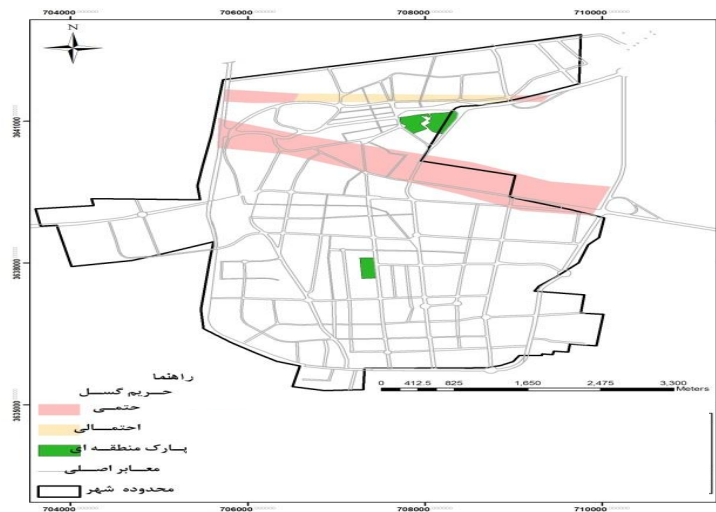 704000 706000 708000 710000
N
3641000
3638000
3635000
راهنما
حریم گسل
حتمی
احتمالی
پارک منطقه ای
معابر اصلی
محدوده شهر
0 412.5 825 1,650 2,475 3,300
Meters
704000 706000 708000 710000